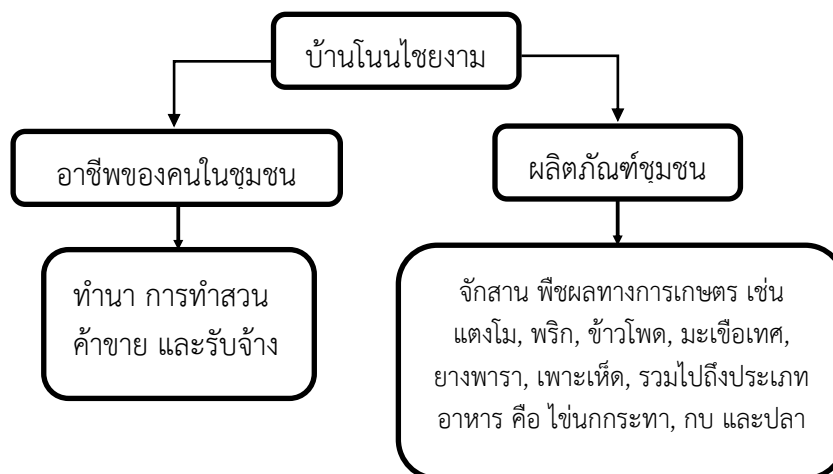 บ้านโนนไชยงาม
อาชีพของคนในชุมชน
ผลิตภัณฑ์ชุมชน
ทำนา การทำสวน
ค้าขาย และรับจ้าง
จักสาน พืชผลทางการเกษตร เช่น
แตงโม, พริก, ข้าวโพด, มะเขือเทศ,
ยางพารา, เพาะเห็ด, รวมไปถึงประเภท
อาหาร คือ ไข่นกกระทา, กบ และปลา